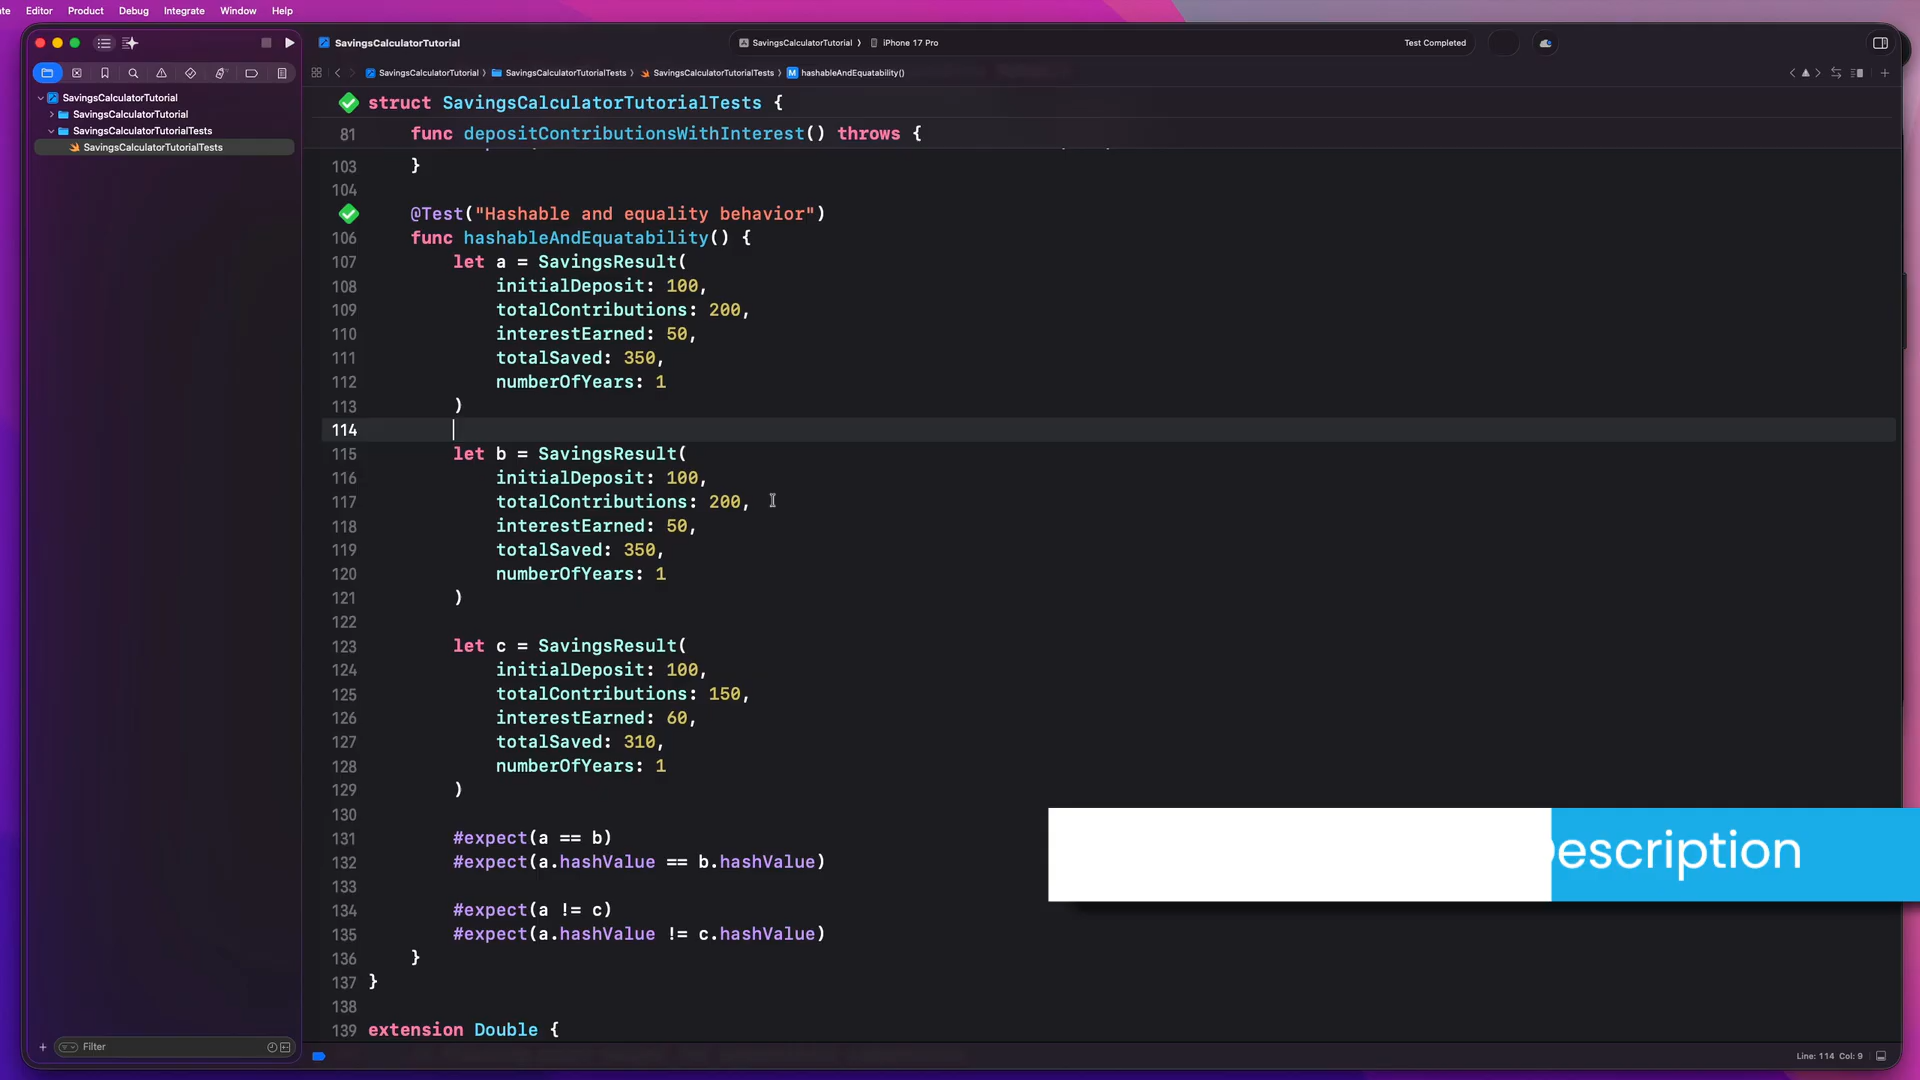 Editor Product Debug Integrate Window Help
SavingsCalculatorTutorial
SavingsCalculatorTutorial
iPhone 17 Pro
Test Completed
SavingsCalculatorTutorial
SavingsCalculatorTutorialTests
SavingsCalculatorTutorialTests
hashableAndEquatability()
SavingsCalculatorTutorial
SavingsCalculatorTutorial
SavingsCalculatorTutorialTests
SavingsCalculatorTutorialTests
struct SavingsCalculatorTutorialTests {
81 func depositContributionsWithInterest() throws {
103 }
104
@Test("Hashable and equality behavior")
106 func hashableAndEquatability() {
107 let a = SavingsResult(
108 initialDeposit: 100,
109 totalContributions: 200,
110 interestEarned: 50,
111 totalSaved: 350,
112 numberOfYears: 1
113 )
114
115 let b = SavingsResult(
116 initialDeposit: 100,
117 totalContributions: 200,
118 interestEarned: 50,
119 totalSaved: 350,
120 numberOfYears: 1
121 )
122
123 let c = SavingsResult(
124 initialDeposit: 100,
125 totalContributions: 150,
126 interestEarned: 60,
127 totalSaved: 310,
128 numberOfYears: 1
129 )
130
131 #expect(a == b)
132 #expect(a.hashValue == b.hashValue)
133
134 #expect(a != c)
135 #expect(a.hashValue != c.hashValue)
136 }
137 }
138
139 extension Double {
escription
Filter
Line: 114 Col: 9